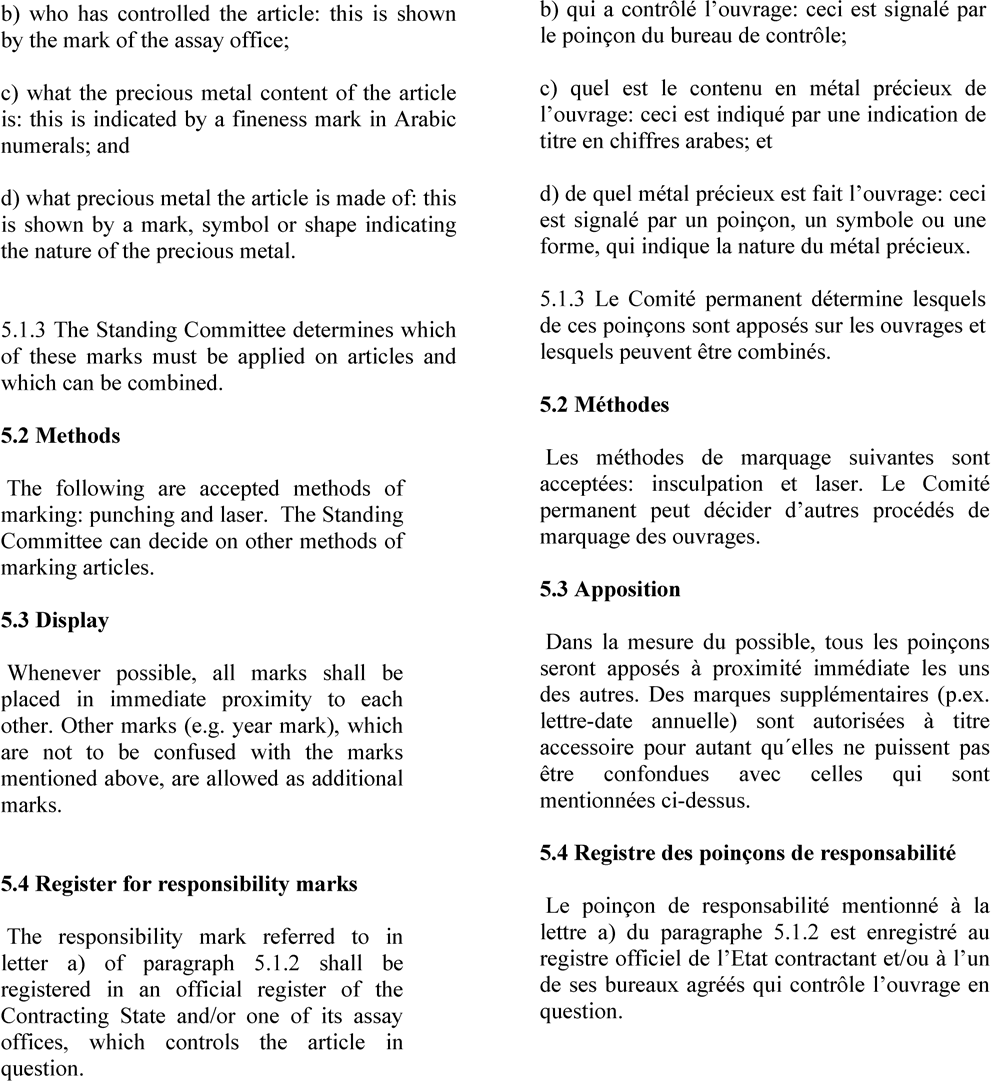 b) who has controlled the article: this is shown
by the mark of the assay office;
c) what the precious metal content of the article
is: this is indicated by a fineness mark in Arabic
numerals; and
d) what precious metal the article is made of: this
is shown by a mark, symbol or shape indicating
the nature of the precious metal.
5.1.3 The Standing Committee determines which
of these marks must be applied on articles and
which can be combined.
5.2 Methods
The following are accepted methods of
marking: punching and laser.  The Standing
Committee can decide on other methods of
marking articles.
5.3 Display
Whenever possible, all marks shall be
placed in immediate proximity to each
other. Other marks (e.g. year mark), which
are not to be confused with the marks
mentioned above, are allowed as additional
marks.
5.4 Register for responsibility marks
The responsibility mark referred to in
letter a) of paragraph 5.1.2 shall be
registered in an official register of the
Contracting State and/or one of its assay
offices, which controls the article in
question.
b) qui a contrôlé l’ouvrage: ceci est signalé par
le poinçon du bureau de contrôle;
c) quel est le contenu en métal précieux de
l’ouvrage: ceci est indiqué par une indication de
titre en chiffres arabes; et
d) de quel métal précieux est fait l’ouvrage: ceci
est signalé par un poinçon, un symbole ou une
forme, qui indique la nature du métal précieux.
5.1.3 Le Comité permanent détermine lesquels
de ces poinçons sont apposés sur les ouvrages et
lesquels peuvent être combinés.
5.2 Méthodes
Les méthodes de marquage suivantes sont
acceptées: insculpation et laser. Le Comité
permanent peut décider d’autres procédés de
marquage des ouvrages.
5.3 Apposition
Dans la mesure du possible, tous les poinçons
seront apposés à proximité immédiate les uns
des autres. Des marques supplémentaires (p.ex.
lettre-date annuelle) sont autorisées à titre
accessoire pour autant qu´elles ne puissent pas
être confondues avec celles qui sont
mentionnées ci-dessus.
5.4 Registre des poinçons de responsabilité
Le poinçon de responsabilité mentionné à la
lettre a) du paragraphe 5.1.2 est enregistré au
registre officiel de l’Etat contractant et/ou à l’un
de ses bureaux agréés qui contrôle l’ouvrage en
question.